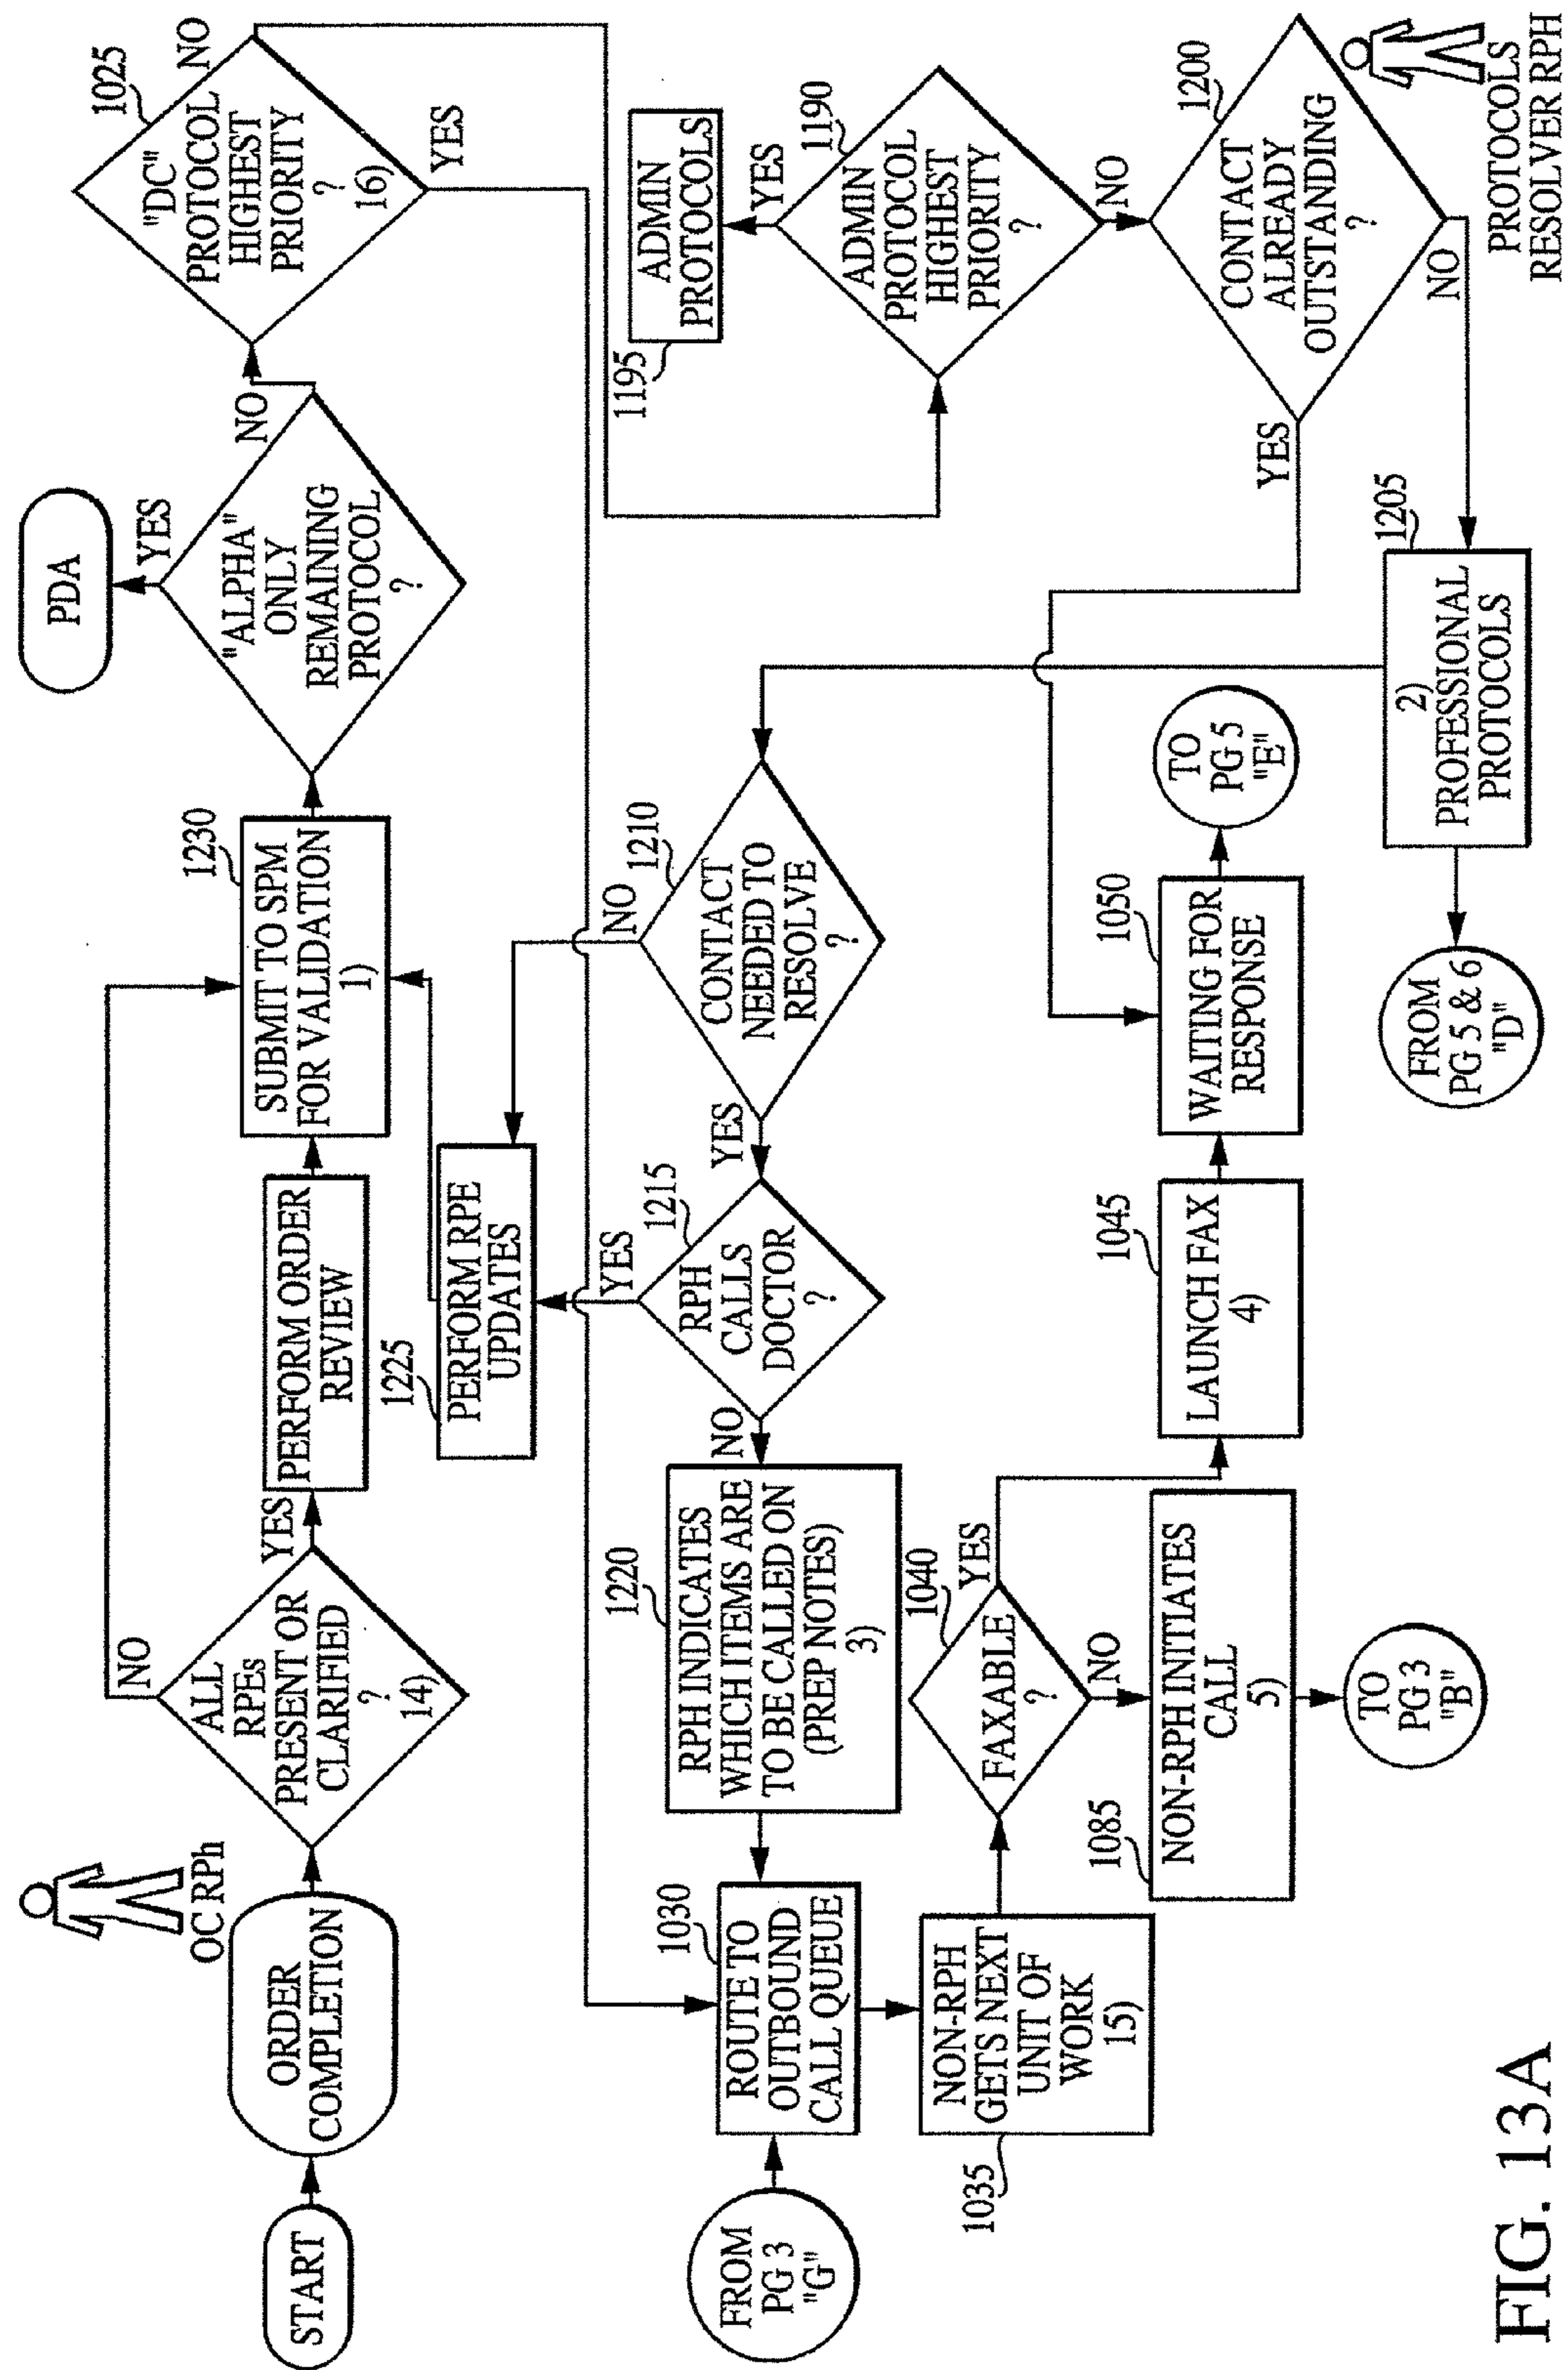 START
ORDER
COMPLETION
OC RPh
ALL
RPEs
PRESENT OR
CLARIFIED
?
14)
NO
YES
PERFORM ORDER
REVIEW
1230
SUBMIT TO SPM
FOR VALIDATION
1)
"ALPHA"
ONLY
REMAINING
PROTOCOL
?
YES
NO
PDA
1025
"DC"
PROTOCOL
HIGHEST
PRIORITY
?
16)
NO
YES
1225
PERFORM RPE
UPDATES
FROM
PG 3
"G"
1030
ROUTE TO
OUTBOUND
CALL QUEUE
1220
RPH INDICATES
WHICH ITEMS ARE
TO BE CALLED ON
(PREP NOTES)
3)
NO
1215
RPH
CALLS
DOCTOR
?
YES
YES
1210
CONTACT
NEEDED TO
RESOLVE
?
NO
1195
ADMIN
PROTOCOLS
YES
1190
ADMIN
PROTOCOL
HIGHEST
PRIORITY
?
NO
1035
NON-RPH
GETS NEXT
UNIT OF
WORK
15)
1040
FAXABLE
?
YES
NO
1085
NON-RPH INITIATES
CALL
5)
TO
PG 3
"B"
1045
LAUNCH FAX
4)
1050
WAITING FOR
RESPONSE
TO
PG 5
"E"
YES
1200
CONTACT
ALREADY
OUTSTANDING
?
NO
PROTOCOLS
RESOLVER RPH
1205
2)
PROFESSIONAL
PROTOCOLS
FROM
PG 5 & 6
"D"
FIG. 13A